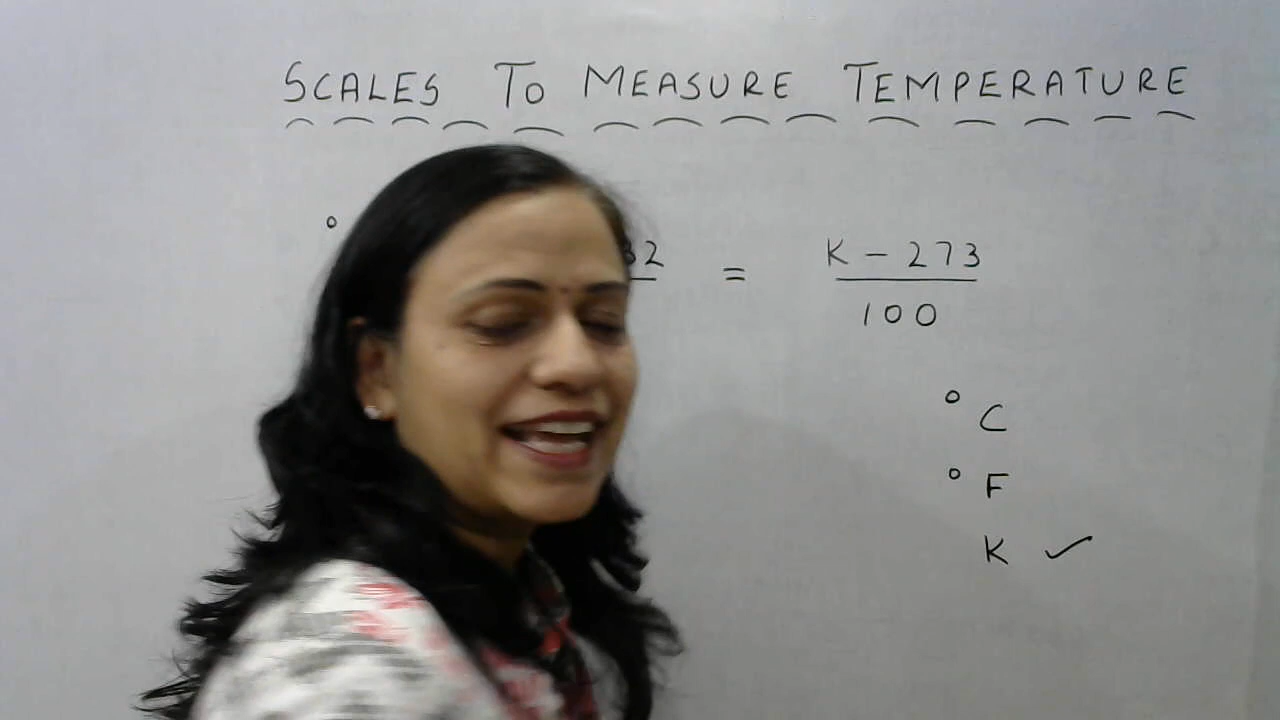 SCALES TO MEASURE TEMPERATURE
° 32 = K - 273
100
° C
° F
K ✓